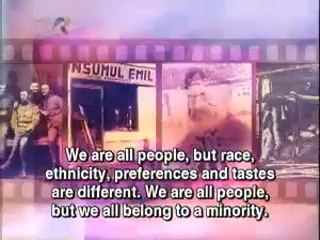 NSUMUL EMIL
We are all people, but race,
ethnicity, preferences and tastes
are different. We are all people,
but we all belong to a minority.